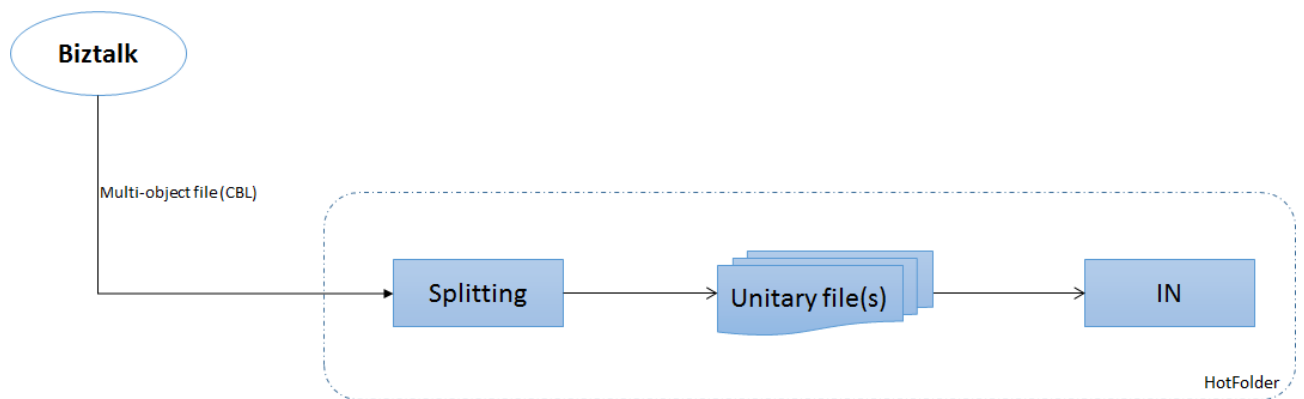 Biztalk
Multi-object file (CBL)
Splitting
Unitary file(s)
IN
HotFolder